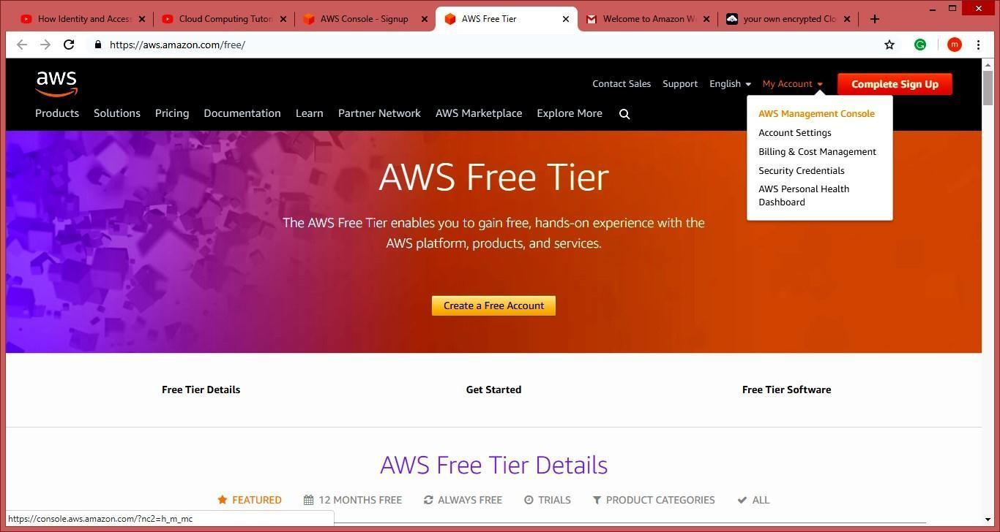 How Identity and Access
Cloud Computing Tutori
AWS Console - Signup
AWS Free Tier
Welcome to Amazon W
your own encrypted Clo
https://aws.amazon.com/free/
m
aws
Contact Sales
Support
English
My Account
Complete Sign Up
Products
Solutions
Pricing
Documentation
Learn
Partner Network
AWS Marketplace
Explore More
AWS Management Console
Account Settings
Billing & Cost Management
Security Credentials
AWS Personal Health
Dashboard
AWS Free Tier
The AWS Free Tier enables you to gain free, hands-on experience with the
AWS platform, products, and services.
Create a Free Account
Free Tier Details
Get Started
Free Tier Software
AWS Free Tier Details
FEATURED
12 MONTHS FREE
ALWAYS FREE
TRIALS
PRODUCT CATEGORIES
ALL
https://console.aws.amazon.com/?nc2=h_m_mc